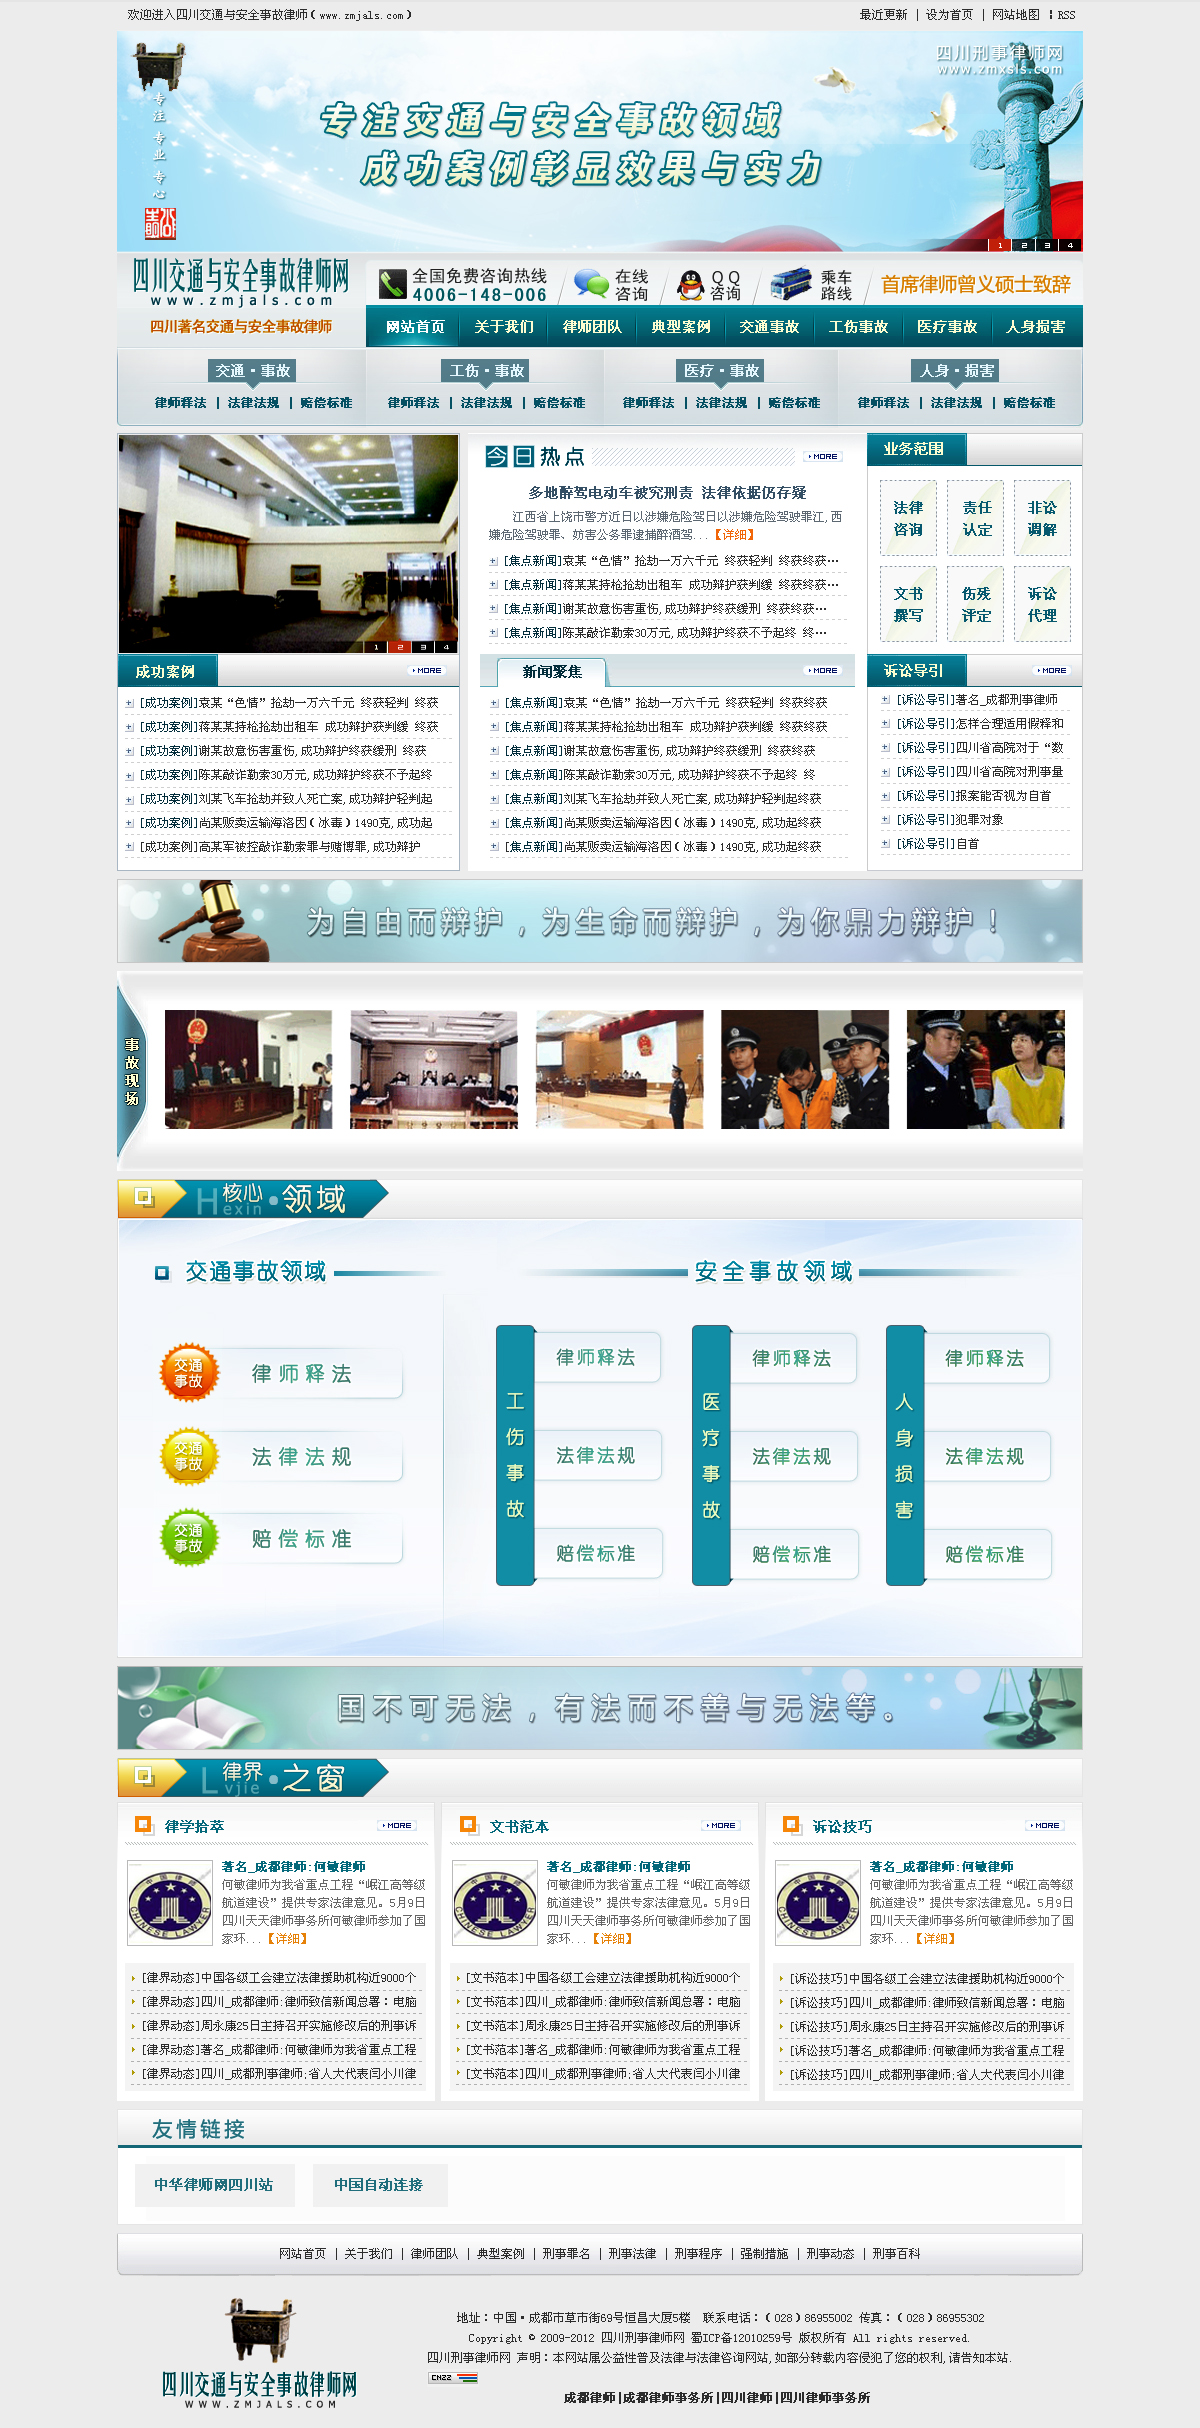 欢迎进入四川交通与安全事故律师(www.zmjals.com)
最近更新 | 设为首页 | 网站地图 ┇ RSS
专注 专业 专心
四川刑事律师网
www.zmxsls.com
专注交通与安全事故领域
成功案例彰显效果与实力
1 2 3 4
四川交通与安全事故律师网
www.zmjals.com
四川著名交通与安全事故律师
全国免费咨询热线
4006-148-006
在线咨询
QQ咨询
乘车路线
首席律师曾义硕士致辞
网站首页 关于我们 律师团队 典型案例 交通事故 工伤事故 医疗事故 人身损害
交通·事故 工伤·事故 医疗·事故 人身·损害
律师释法 | 法律法规 | 赔偿标准 律师释法 | 法律法规 | 赔偿标准 律师释法 | 法律法规 | 赔偿标准 律师释法 | 法律法规 | 赔偿标准
1 2 3 4
今日热点 MORE
多地醉驾电动车被究刑责 法律依据仍存疑
江西省上饶市警方近日以涉嫌危险驾日以涉嫌危险驾驶罪江,西
嫌危险驾驶罪、妨害公务罪逮捕醉酒驾...【详细】
[焦点新闻]袁某“色情”抢劫一万六千元 终获轻判 终获终获…
[焦点新闻]蒋某某持枪抢劫出租车 成功辩护获判缓 终获终获…
[焦点新闻]谢某故意伤害重伤,成功辩护终获缓刑 终获终获…
[焦点新闻]陈某敲诈勒索30万元,成功辩护终获不予起终 终…
业务范围
法律咨询 责任认定 非讼调解
文书撰写 伤残评定 诉讼代理
成功案例 MORE
[成功案例]袁某“色情”抢劫一万六千元 终获轻判 终获
[成功案例]蒋某某持枪抢劫出租车 成功辩护获判缓 终获
[成功案例]谢某故意伤害重伤,成功辩护终获缓刑 终获
[成功案例]陈某敲诈勒索30万元,成功辩护终获不予起终
[成功案例]刘某飞车抢劫并致人死亡案,成功辩护轻判起
[成功案例]尚某贩卖运输海洛因(冰毒)1490克,成功起
[成功案例]高某军被控敲诈勒索罪与赌博罪,成功辩护
新闻聚焦 MORE
[焦点新闻]袁某“色情”抢劫一万六千元 终获轻判 终获终获
[焦点新闻]蒋某某持枪抢劫出租车 成功辩护获判缓 终获终获
[焦点新闻]谢某故意伤害重伤,成功辩护终获缓刑 终获终获
[焦点新闻]陈某敲诈勒索30万元,成功辩护终获不予起终 终
[焦点新闻]刘某飞车抢劫并致人死亡案,成功辩护轻判起终获
[焦点新闻]尚某贩卖运输海洛因(冰毒)1490克,成功起终获
[焦点新闻]尚某贩卖运输海洛因(冰毒)1490克,成功起终获
诉讼导引 MORE
[诉讼导引]著名_成都刑事律师
[诉讼导引]怎样合理适用假释和
[诉讼导引]四川省高院对于“数
[诉讼导引]四川省高院对刑事量
[诉讼导引]报案能否视为自首
[诉讼导引]犯罪对象
[诉讼导引]自首
为自由而辩护，为生命而辩护，为你鼎力辩护！
事故现场
Hexin 核心·领域
交通事故领域
安全事故领域
交通事故 律师释法
交通事故 法律法规
交通事故 赔偿标准
工伤事故 律师释法 法律法规 赔偿标准
医疗事故 律师释法 法律法规 赔偿标准
人身损害 律师释法 法律法规 赔偿标准
国不可无法，有法而不善与无法等。
Lvjie 律界·之窗
律学拾萃 MORE
著名_成都律师:何敏律师
何敏律师为我省重点工程“岷江高等级
航道建设”提供专家法律意见。5月9日
四川天天律师事务所何敏律师参加了国
家环...【详细】
CHINESE LAWYER
[律界动态]中国各级工会建立法律援助机构近9000个
[律界动态]四川_成都律师:律师致信新闻总署：电脑
[律界动态]周永康25日主持召开实施修改后的刑事诉
[律界动态]著名_成都律师:何敏律师为我省重点工程
[律界动态]四川_成都刑事律师;省人大代表闫小川律
文书范本 MORE
著名_成都律师:何敏律师
何敏律师为我省重点工程“岷江高等级
航道建设”提供专家法律意见。5月9日
四川天天律师事务所何敏律师参加了国
家环...【详细】
CHINESE LAWYER
[文书范本]中国各级工会建立法律援助机构近9000个
[文书范本]四川_成都律师:律师致信新闻总署：电脑
[文书范本]周永康25日主持召开实施修改后的刑事诉
[文书范本]著名_成都律师:何敏律师为我省重点工程
[文书范本]四川_成都刑事律师;省人大代表闫小川律
诉讼技巧 MORE
著名_成都律师:何敏律师
何敏律师为我省重点工程“岷江高等级
航道建设”提供专家法律意见。5月9日
四川天天律师事务所何敏律师参加了国
家环...【详细】
CHINESE LAWYER
[诉讼技巧]中国各级工会建立法律援助机构近9000个
[诉讼技巧]四川_成都律师:律师致信新闻总署：电脑
[诉讼技巧]周永康25日主持召开实施修改后的刑事诉
[诉讼技巧]著名_成都律师:何敏律师为我省重点工程
[诉讼技巧]四川_成都刑事律师;省人大代表闫小川律
友情链接
中华律师网四川站 中国自动连接
网站首页 | 关于我们 | 律师团队 | 典型案例 | 刑事罪名 | 刑事法律 | 刑事程序 | 强制措施 | 刑事动态 | 刑事百科
四川交通与安全事故律师网
WWW.ZMJALS.COM
地址：中国·成都市草市街69号恒昌大厦5楼 联系电话：(028)86955002 传真：(028)86955302
Copyright © 2009-2012 四川刑事律师网 蜀ICP备12010259号 版权所有 All rights reserved.
四川刑事律师网 声明：本网站属公益性普及法律与法律咨询网站,如部分转载内容侵犯了您的权利,请告知本站.
CNZZ
成都律师|成都律师事务所|四川律师|四川律师事务所